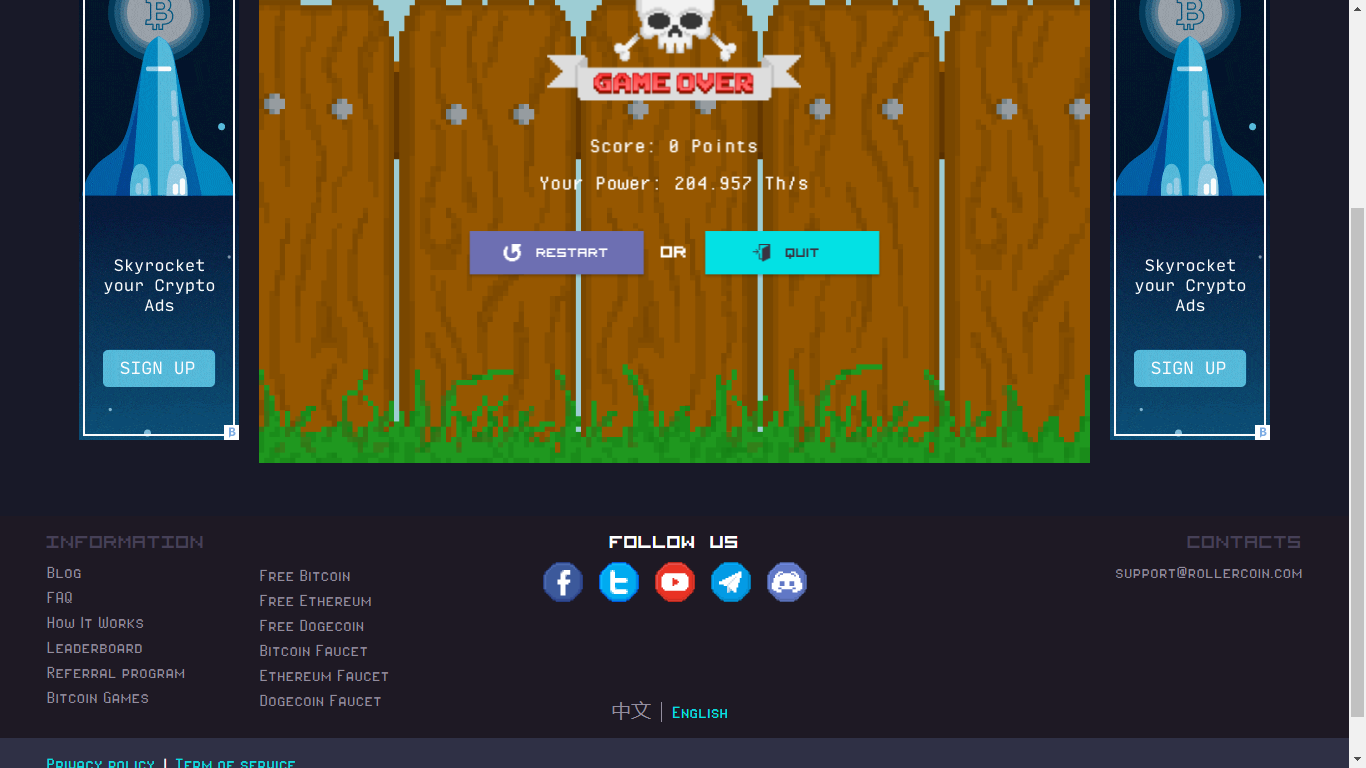 GAME OVER
Score: 0 Points
Your Power: 204.957 Th/s
RESTART
OR
QUIT
Skyrocket
your Crypto
Ads
SIGN UP
Skyrocket
your Crypto
Ads
SIGN UP
INFORMATION
Blog
FAQ
How It Works
Leaderboard
Referral program
Bitcoin Games
Free Bitcoin
Free Ethereum
Free Dogecoin
Bitcoin Faucet
Ethereum Faucet
Dogecoin Faucet
FOLLOW US
中文 | English
CONTACTS
support@rollercoin.com
Privacy policy | Term of service